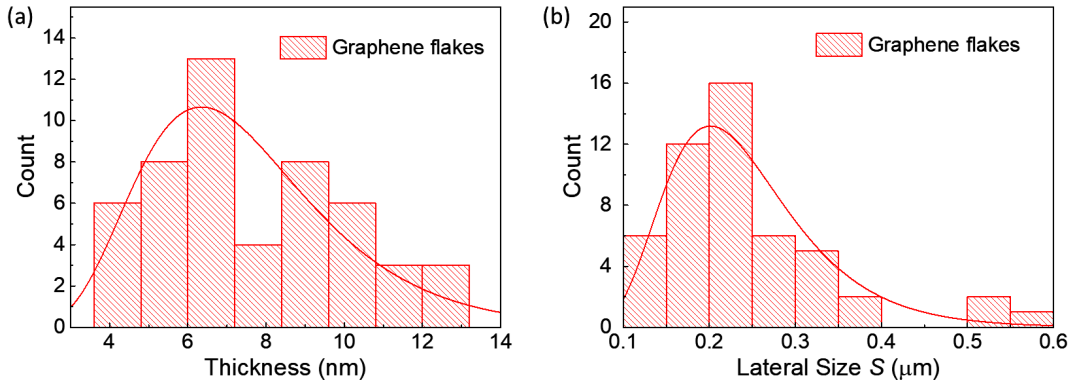 (a)
Graphene flakes
Count
14
12
10
8
6
4
2
0
4 6 8 10 12 14
Thickness (nm)
(b)
Graphene flakes
Count
20
16
12
8
4
0
0.1 0.2 0.3 0.4 0.5 0.6
Lateral Size S (μm)